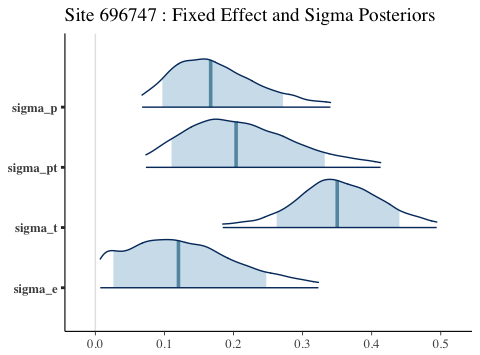 Site 696747 : Fixed Effect and Sigma Posteriors
sigma_p
sigma_pt
sigma_t
sigma_e
0.0 0.1 0.2 0.3 0.4 0.5